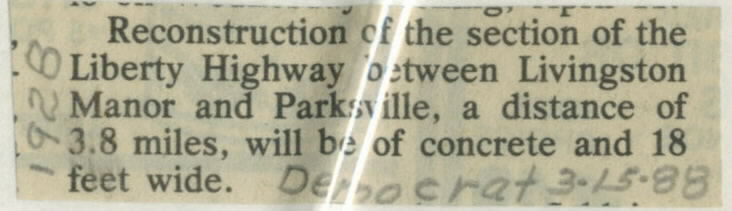 Reconstruction of the section of the
Liberty Highway between Livingston
Manor and Parksville, a distance of
3.8 miles, will be of concrete and 18
feet wide. Democrat 3-15-88
1928